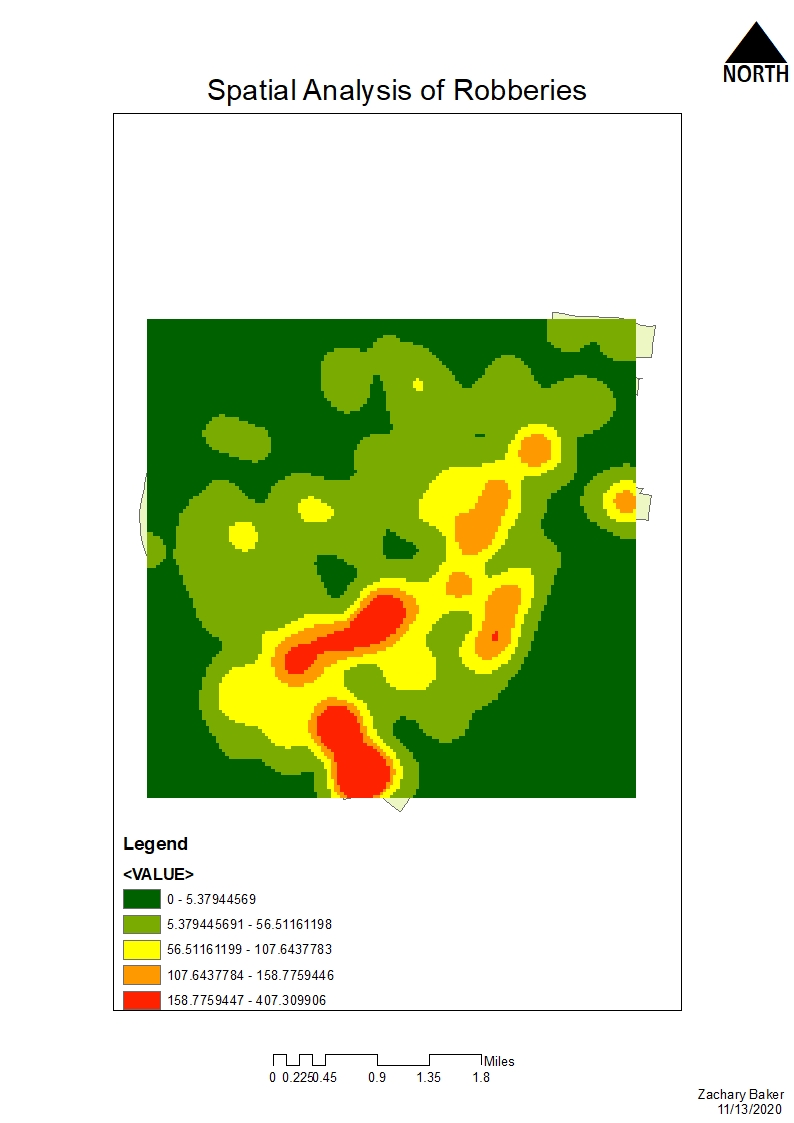 NORTH
Spatial Analysis of Robberies
Legend
<VALUE>
0 - 5.37944569
5.379445691 - 56.51161198
56.51161199 - 107.6437783
107.6437784 - 158.7759446
158.7759447 - 407.309906
Miles
0 0.225 0.45 0.9 1.35 1.8
Zachary Baker
11/13/2020